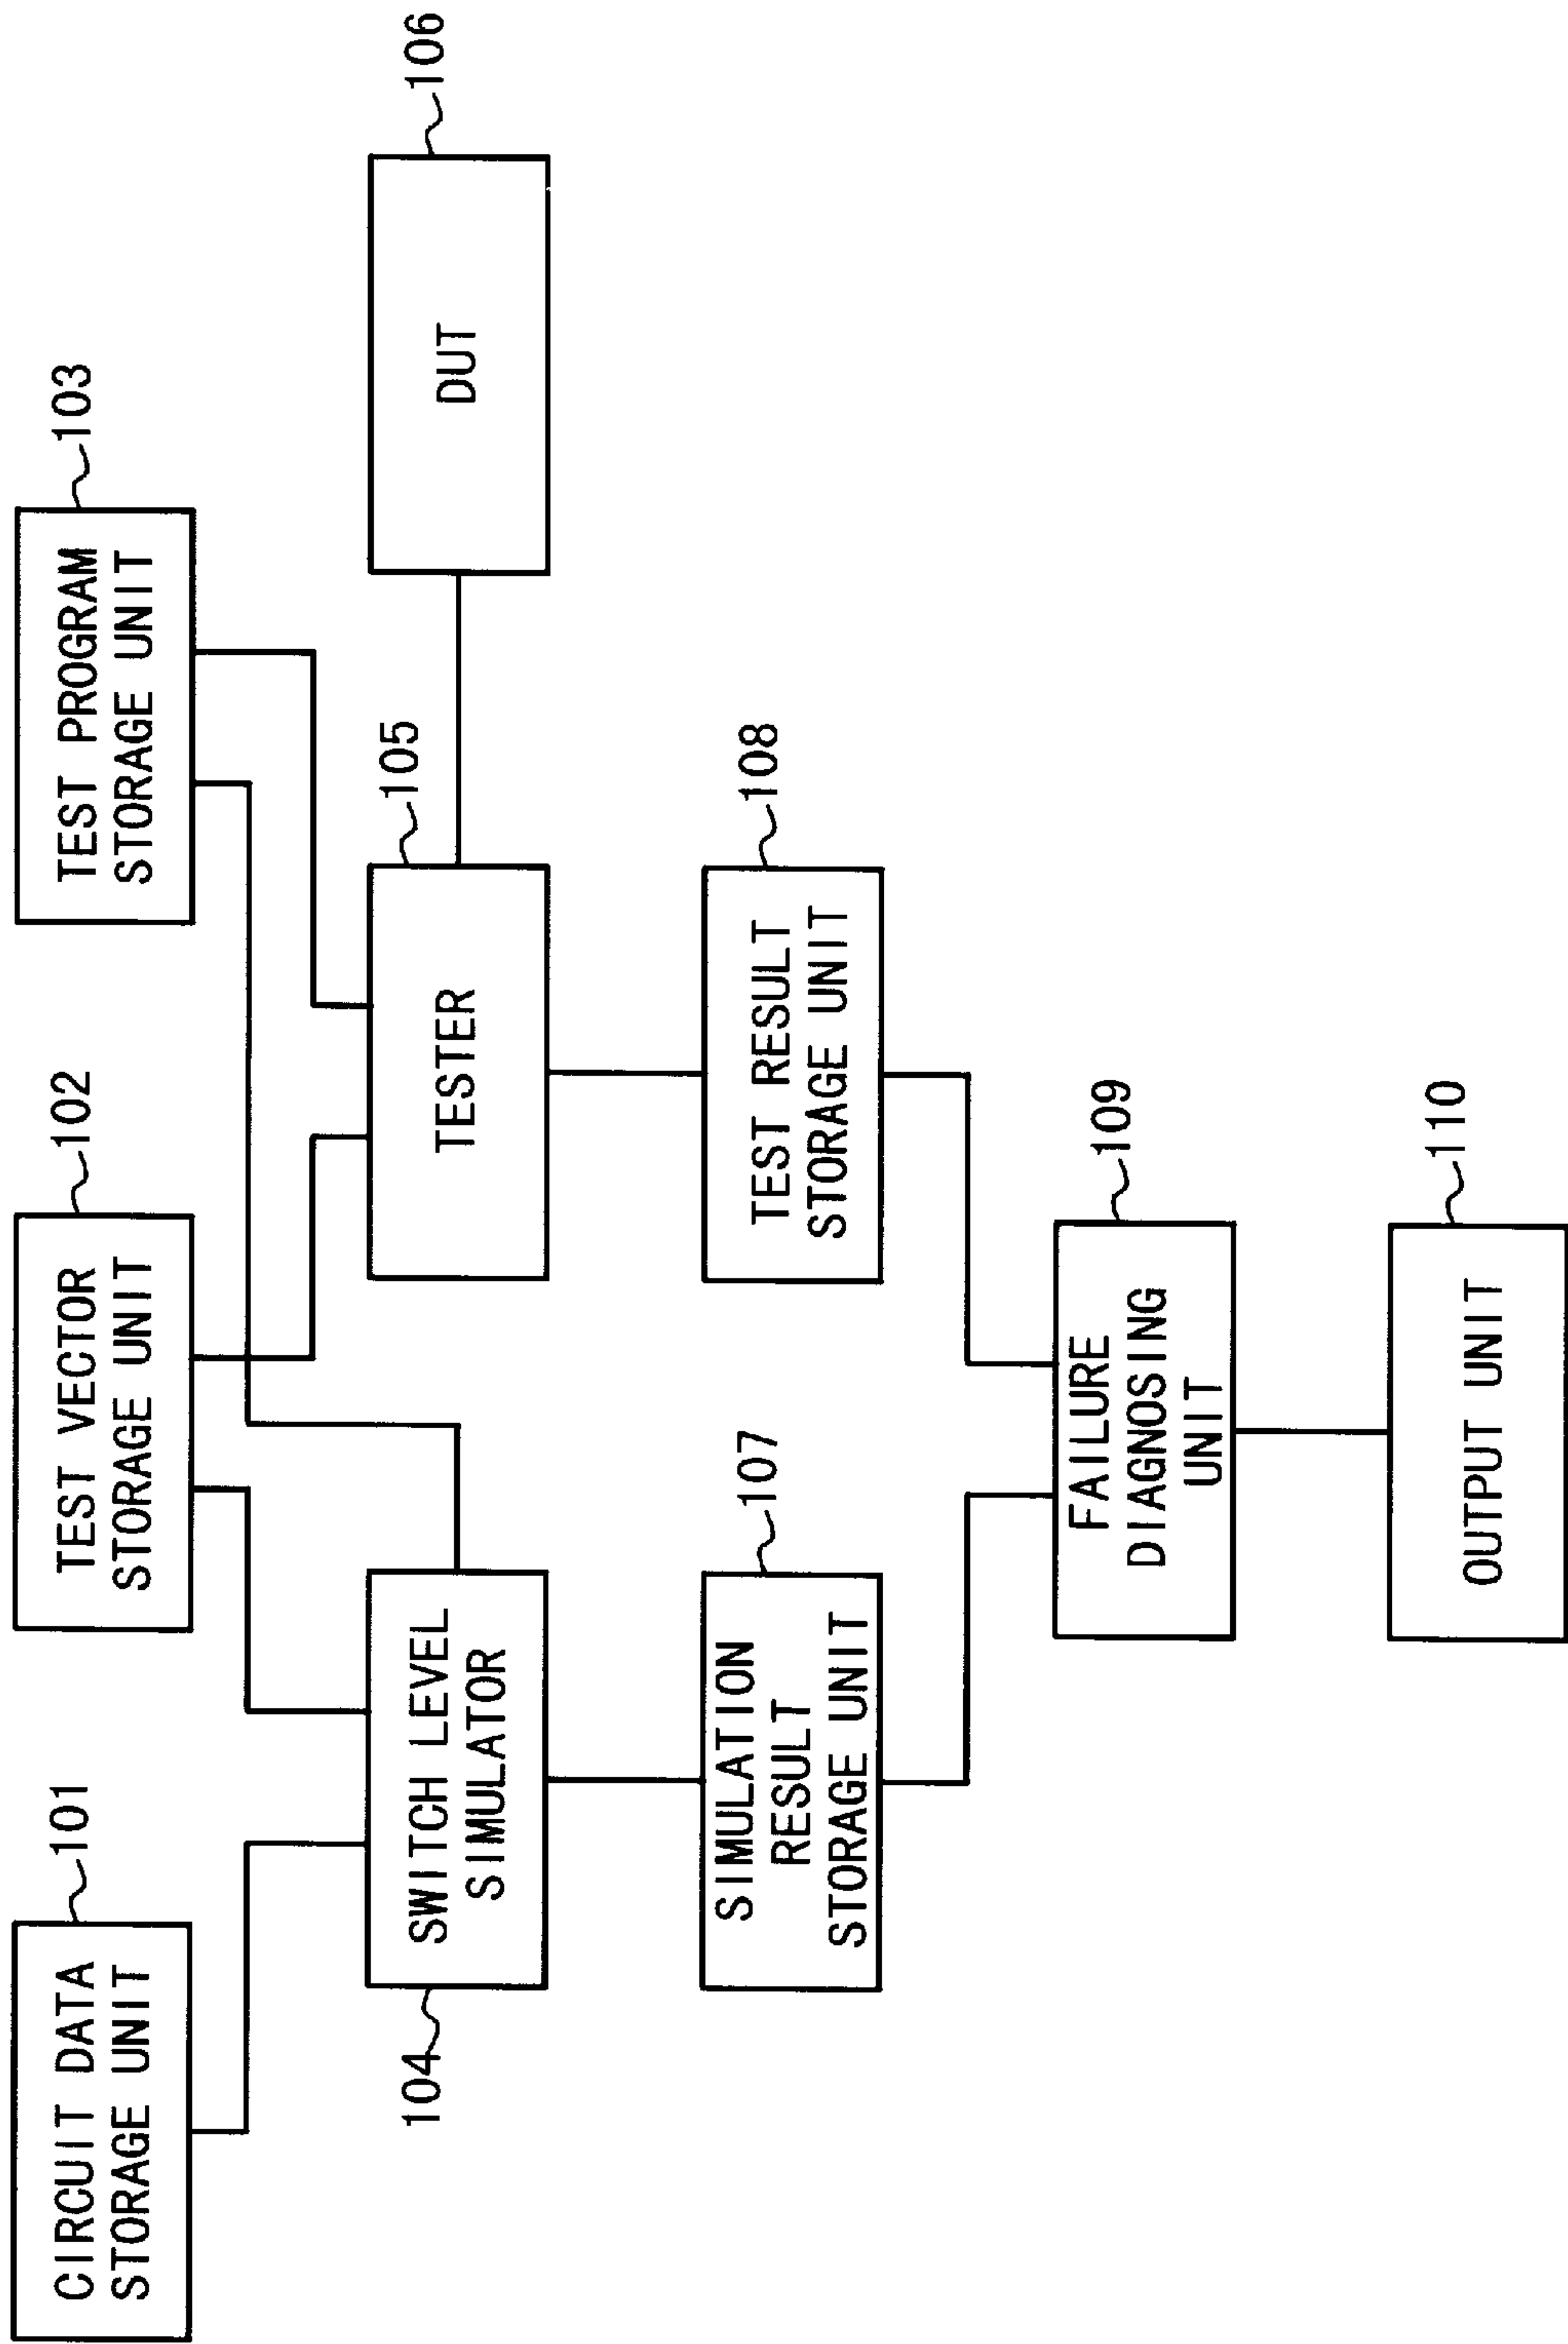 101
CIRCUIT DATA
STORAGE UNIT
102
TEST VECTOR
STORAGE UNIT
103
TEST PROGRAM
STORAGE UNIT
104
SWITCH LEVEL
SIMULATOR
105
TESTER
106
DUT
107
SIMULATION
RESULT
STORAGE UNIT
108
TEST RESULT
STORAGE UNIT
109
FAILURE
DIAGNOSING
UNIT
110
OUTPUT UNIT